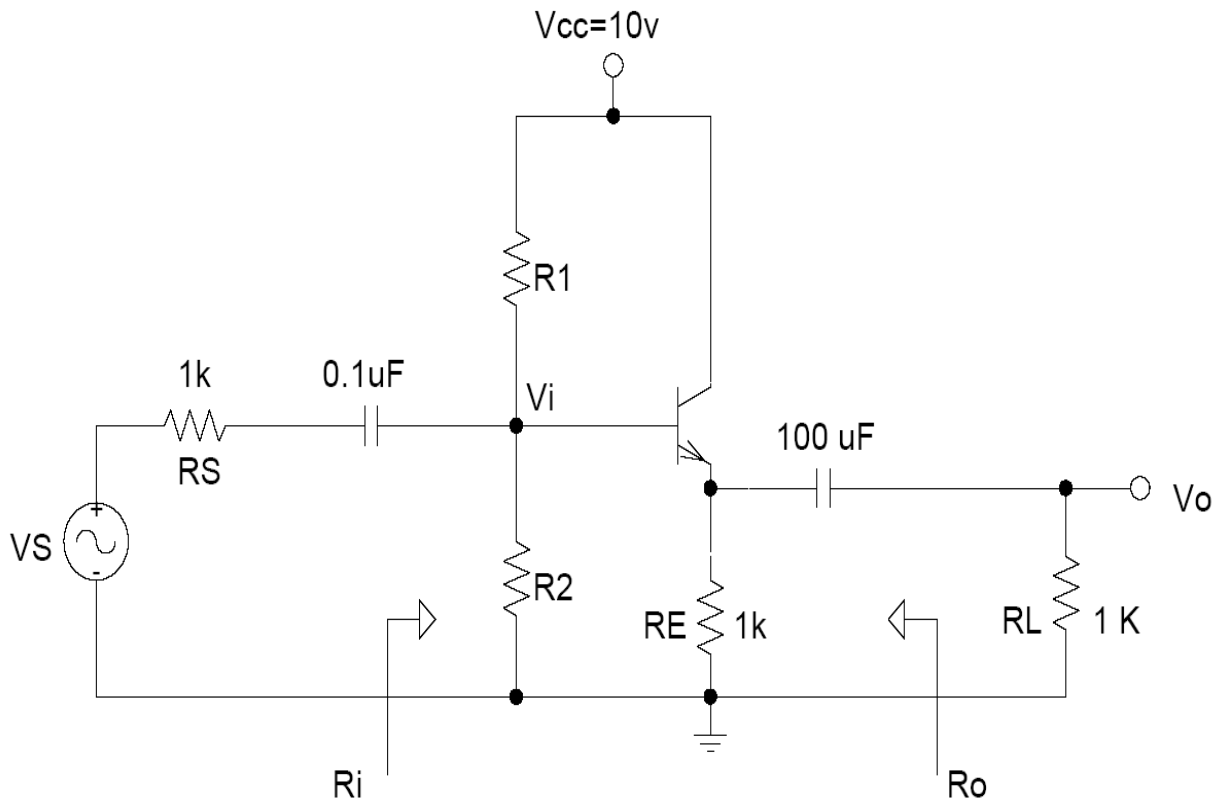 Vcc=10v
R1
1k
0.1uF
Vi
RS
100 uF
Vo
VS
+
-
R2
RE
1k
RL
1 K
Ri
Ro